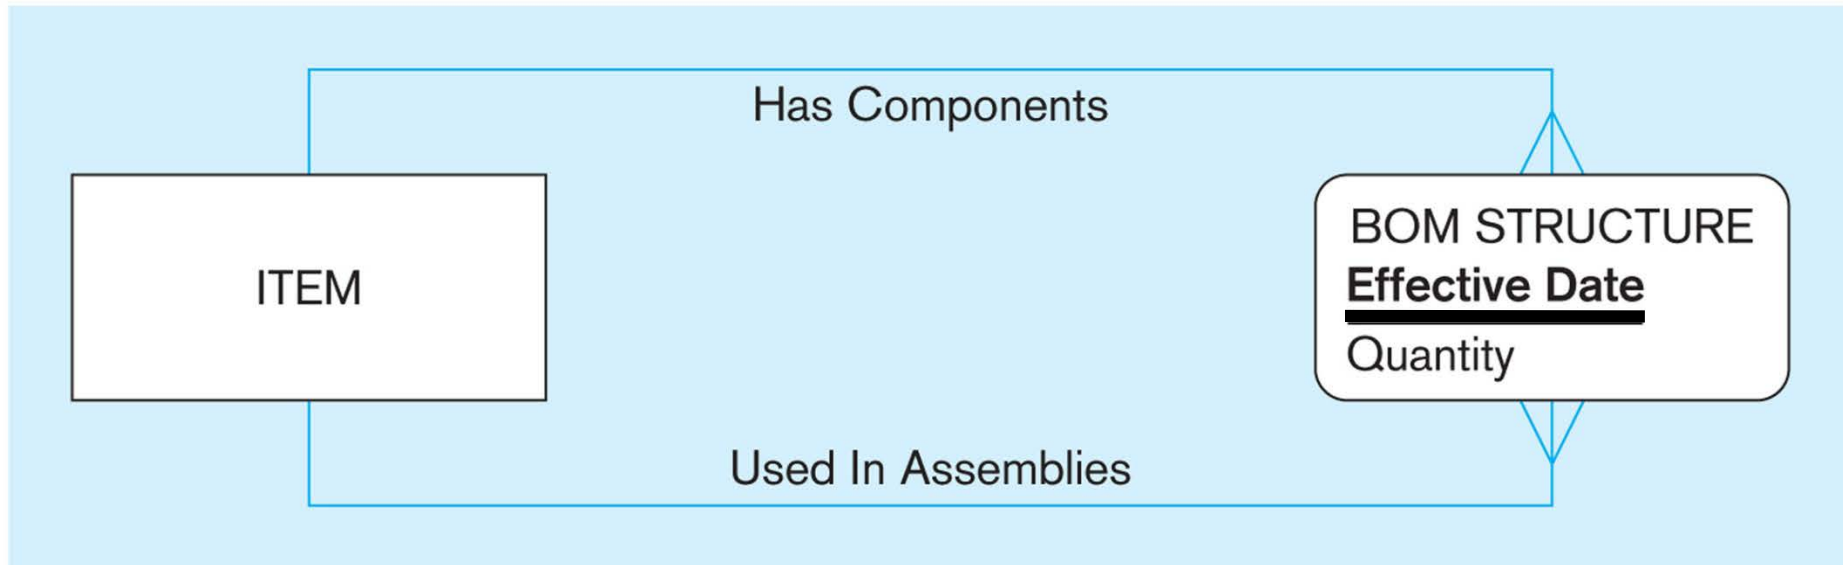 Has Components
ITEM
BOM STRUCTURE
Effective Date
Quantity
Used In Assemblies